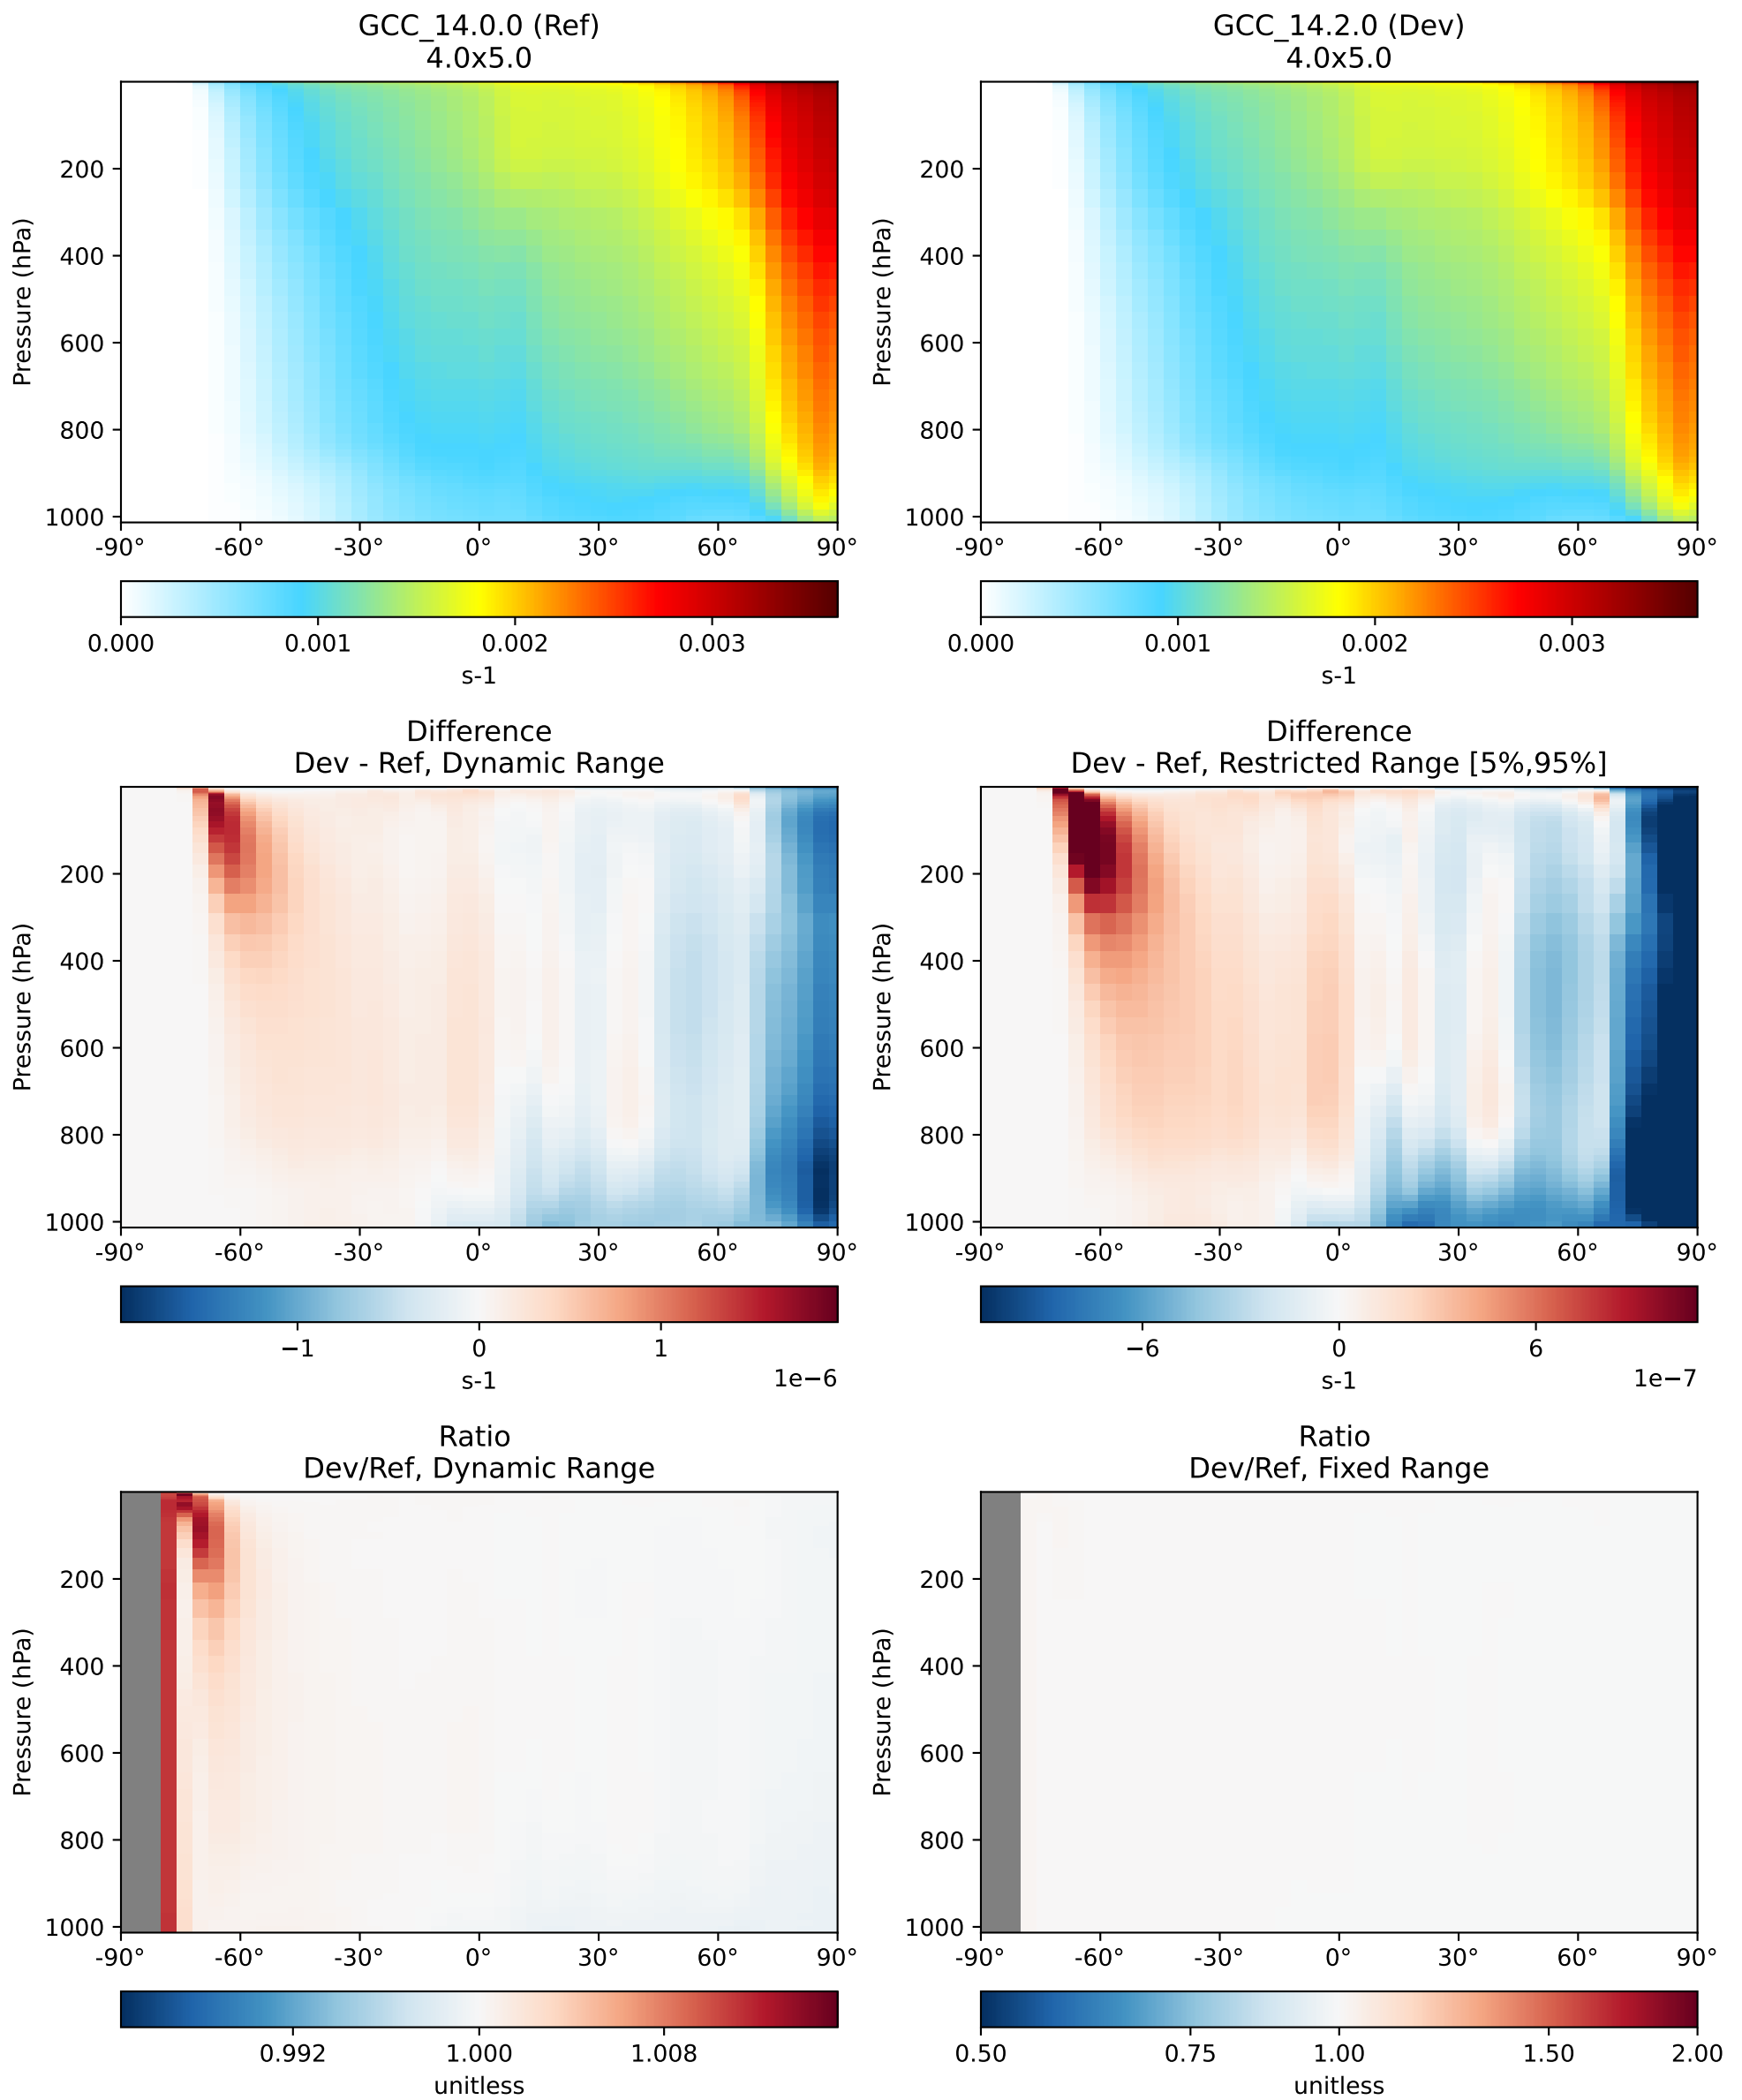 GCC_14.0.0 (Ref)
4.0x5.0
Pressure (hPa)
200
400
600
800
1000
-90° -60° -30° 0° 30° 60° 90°
0.000 0.001 0.002 0.003
s-1
GCC_14.2.0 (Dev)
4.0x5.0
Pressure (hPa)
200
400
600
800
1000
-90° -60° -30° 0° 30° 60° 90°
0.000 0.001 0.002 0.003
s-1
Difference
Dev - Ref, Dynamic Range
Pressure (hPa)
200
400
600
800
1000
-90° -60° -30° 0° 30° 60° 90°
−1 0 1
s-1 1e−6
Difference
Dev - Ref, Restricted Range [5%,95%]
Pressure (hPa)
200
400
600
800
1000
-90° -60° -30° 0° 30° 60° 90°
−6 0 6
s-1 1e−7
Ratio
Dev/Ref, Dynamic Range
Pressure (hPa)
200
400
600
800
1000
-90° -60° -30° 0° 30° 60° 90°
0.992 1.000 1.008
unitless
Ratio
Dev/Ref, Fixed Range
Pressure (hPa)
200
400
600
800
1000
-90° -60° -30° 0° 30° 60° 90°
0.50 0.75 1.00 1.50 2.00
unitless